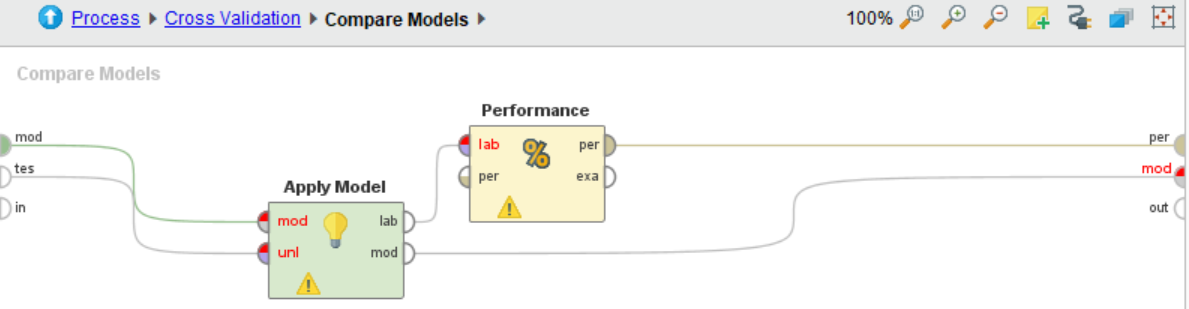 Process Cross Validation Compare Models 100%
Compare Models
Performance
mod lab per per
tes per exa mod
Apply Model
in mod lab out
unl mod